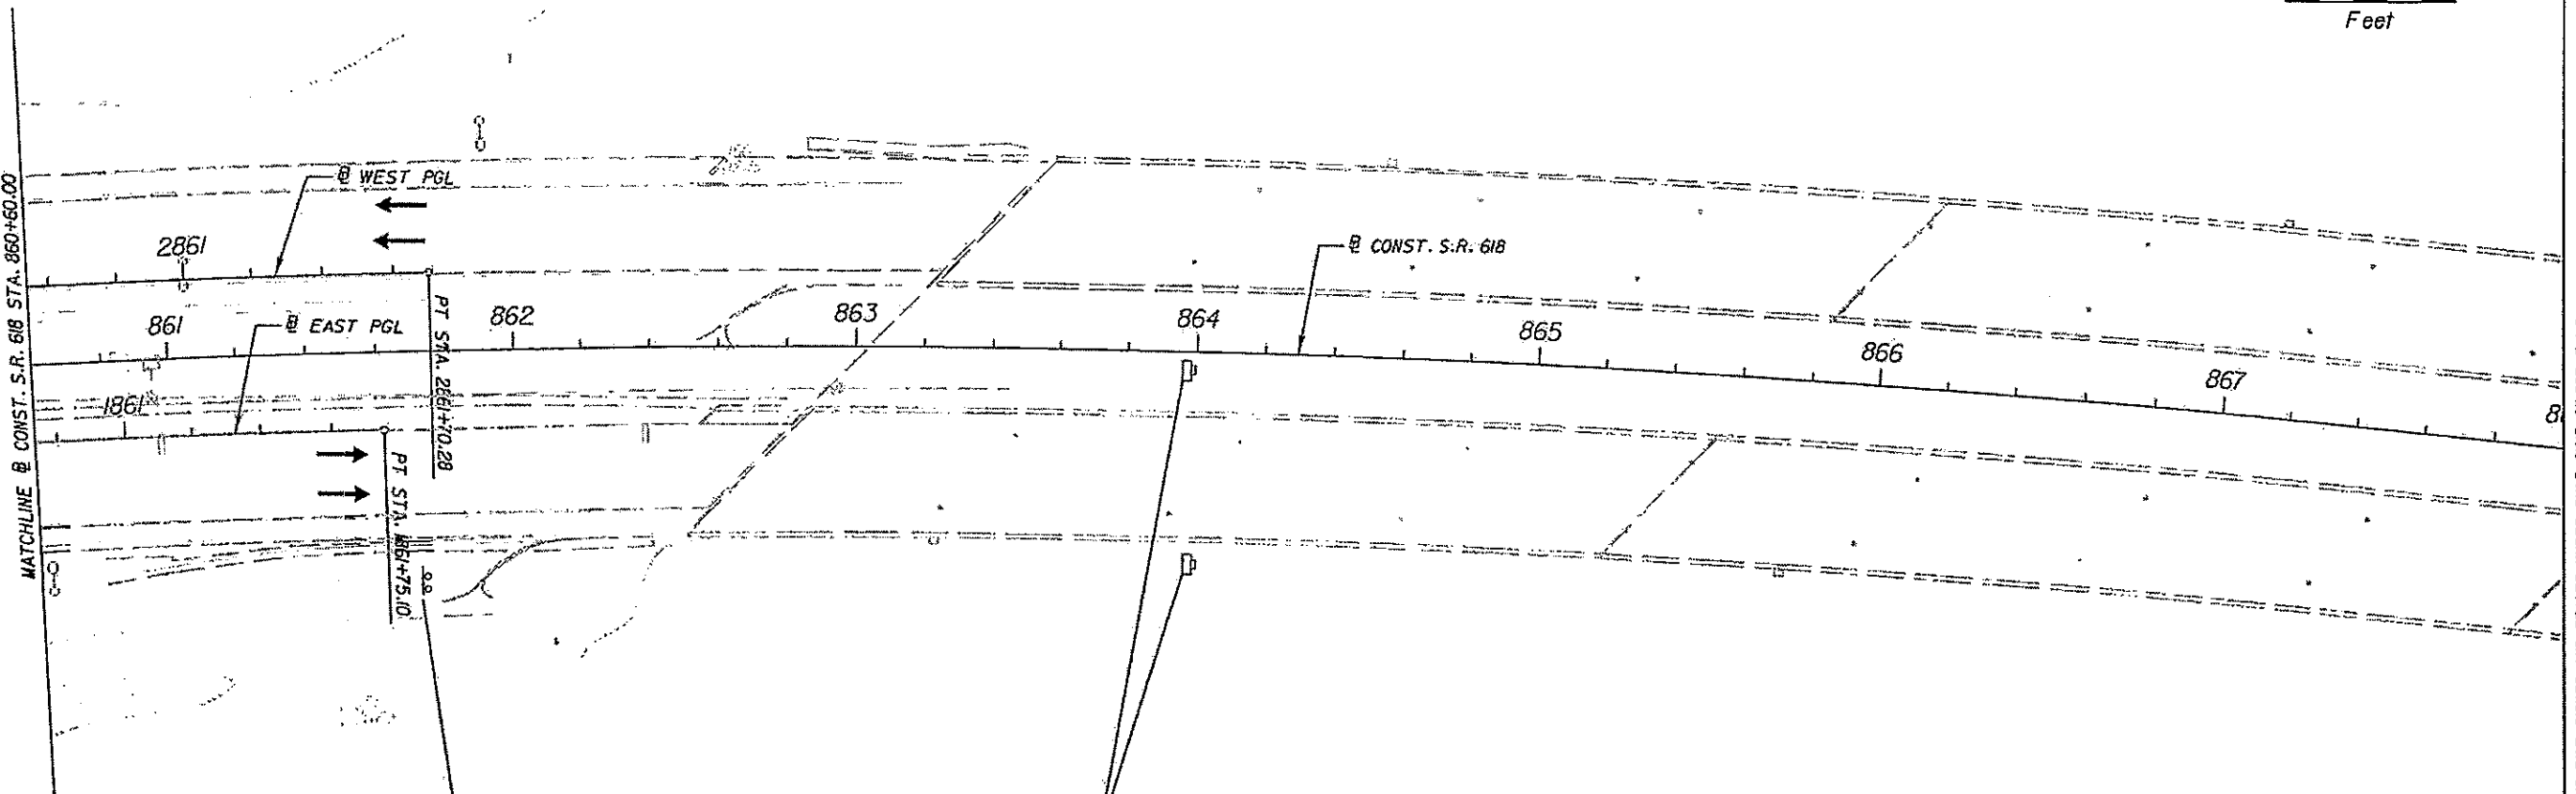 Feet
MATCHLINE @ CONST. S.R. 618 STA. 860+60.00
WEST PGL
2861
PT STA. 2861+70.28
CONST. S.R. 618
861
EAST PGL
862
863
864
865
866
867
1861
PT STA. 1861+75.10